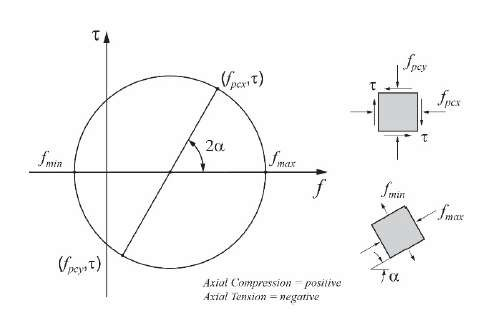 τ
(f_pcx, τ)
2α
f_min
f_max
f
(f_pcy, τ)
Axial Compression = positive
Axial Tension = negative
f_pcy
τ
f_pcx
τ
f_min
f_max
α